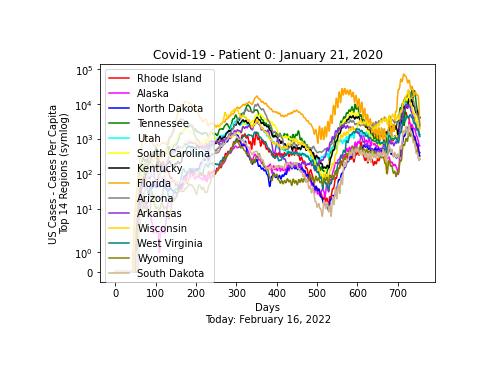 Covid-19 - Patient 0: January 21, 2020
US Cases - Cases Per Capita
Top 14 Regions (symlog)
10^5
10^4
10^3
10^2
10^1
10^0
0
Rhode Island
Alaska
North Dakota
Tennessee
Utah
South Carolina
Kentucky
Florida
Arizona
Arkansas
Wisconsin
West Virginia
Wyoming
South Dakota
0 100 200 300 400 500 600 700
Days
Today: February 16, 2022